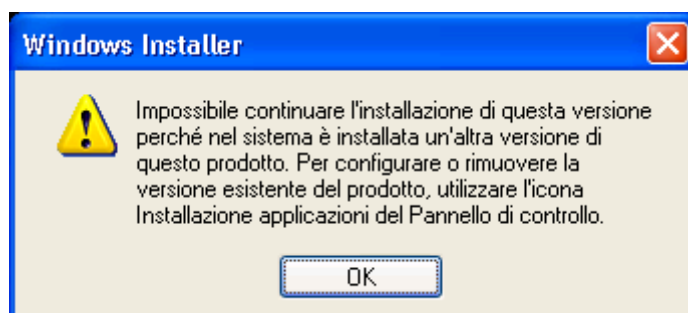 Windows Installer
Impossibile continuare l'installazione di questa versione
perché nel sistema è installata un'altra versione di
questo prodotto. Per configurare o rimuovere la
versione esistente del prodotto, utilizzare l'icona
Installazione applicazioni del Pannello di controllo.
OK